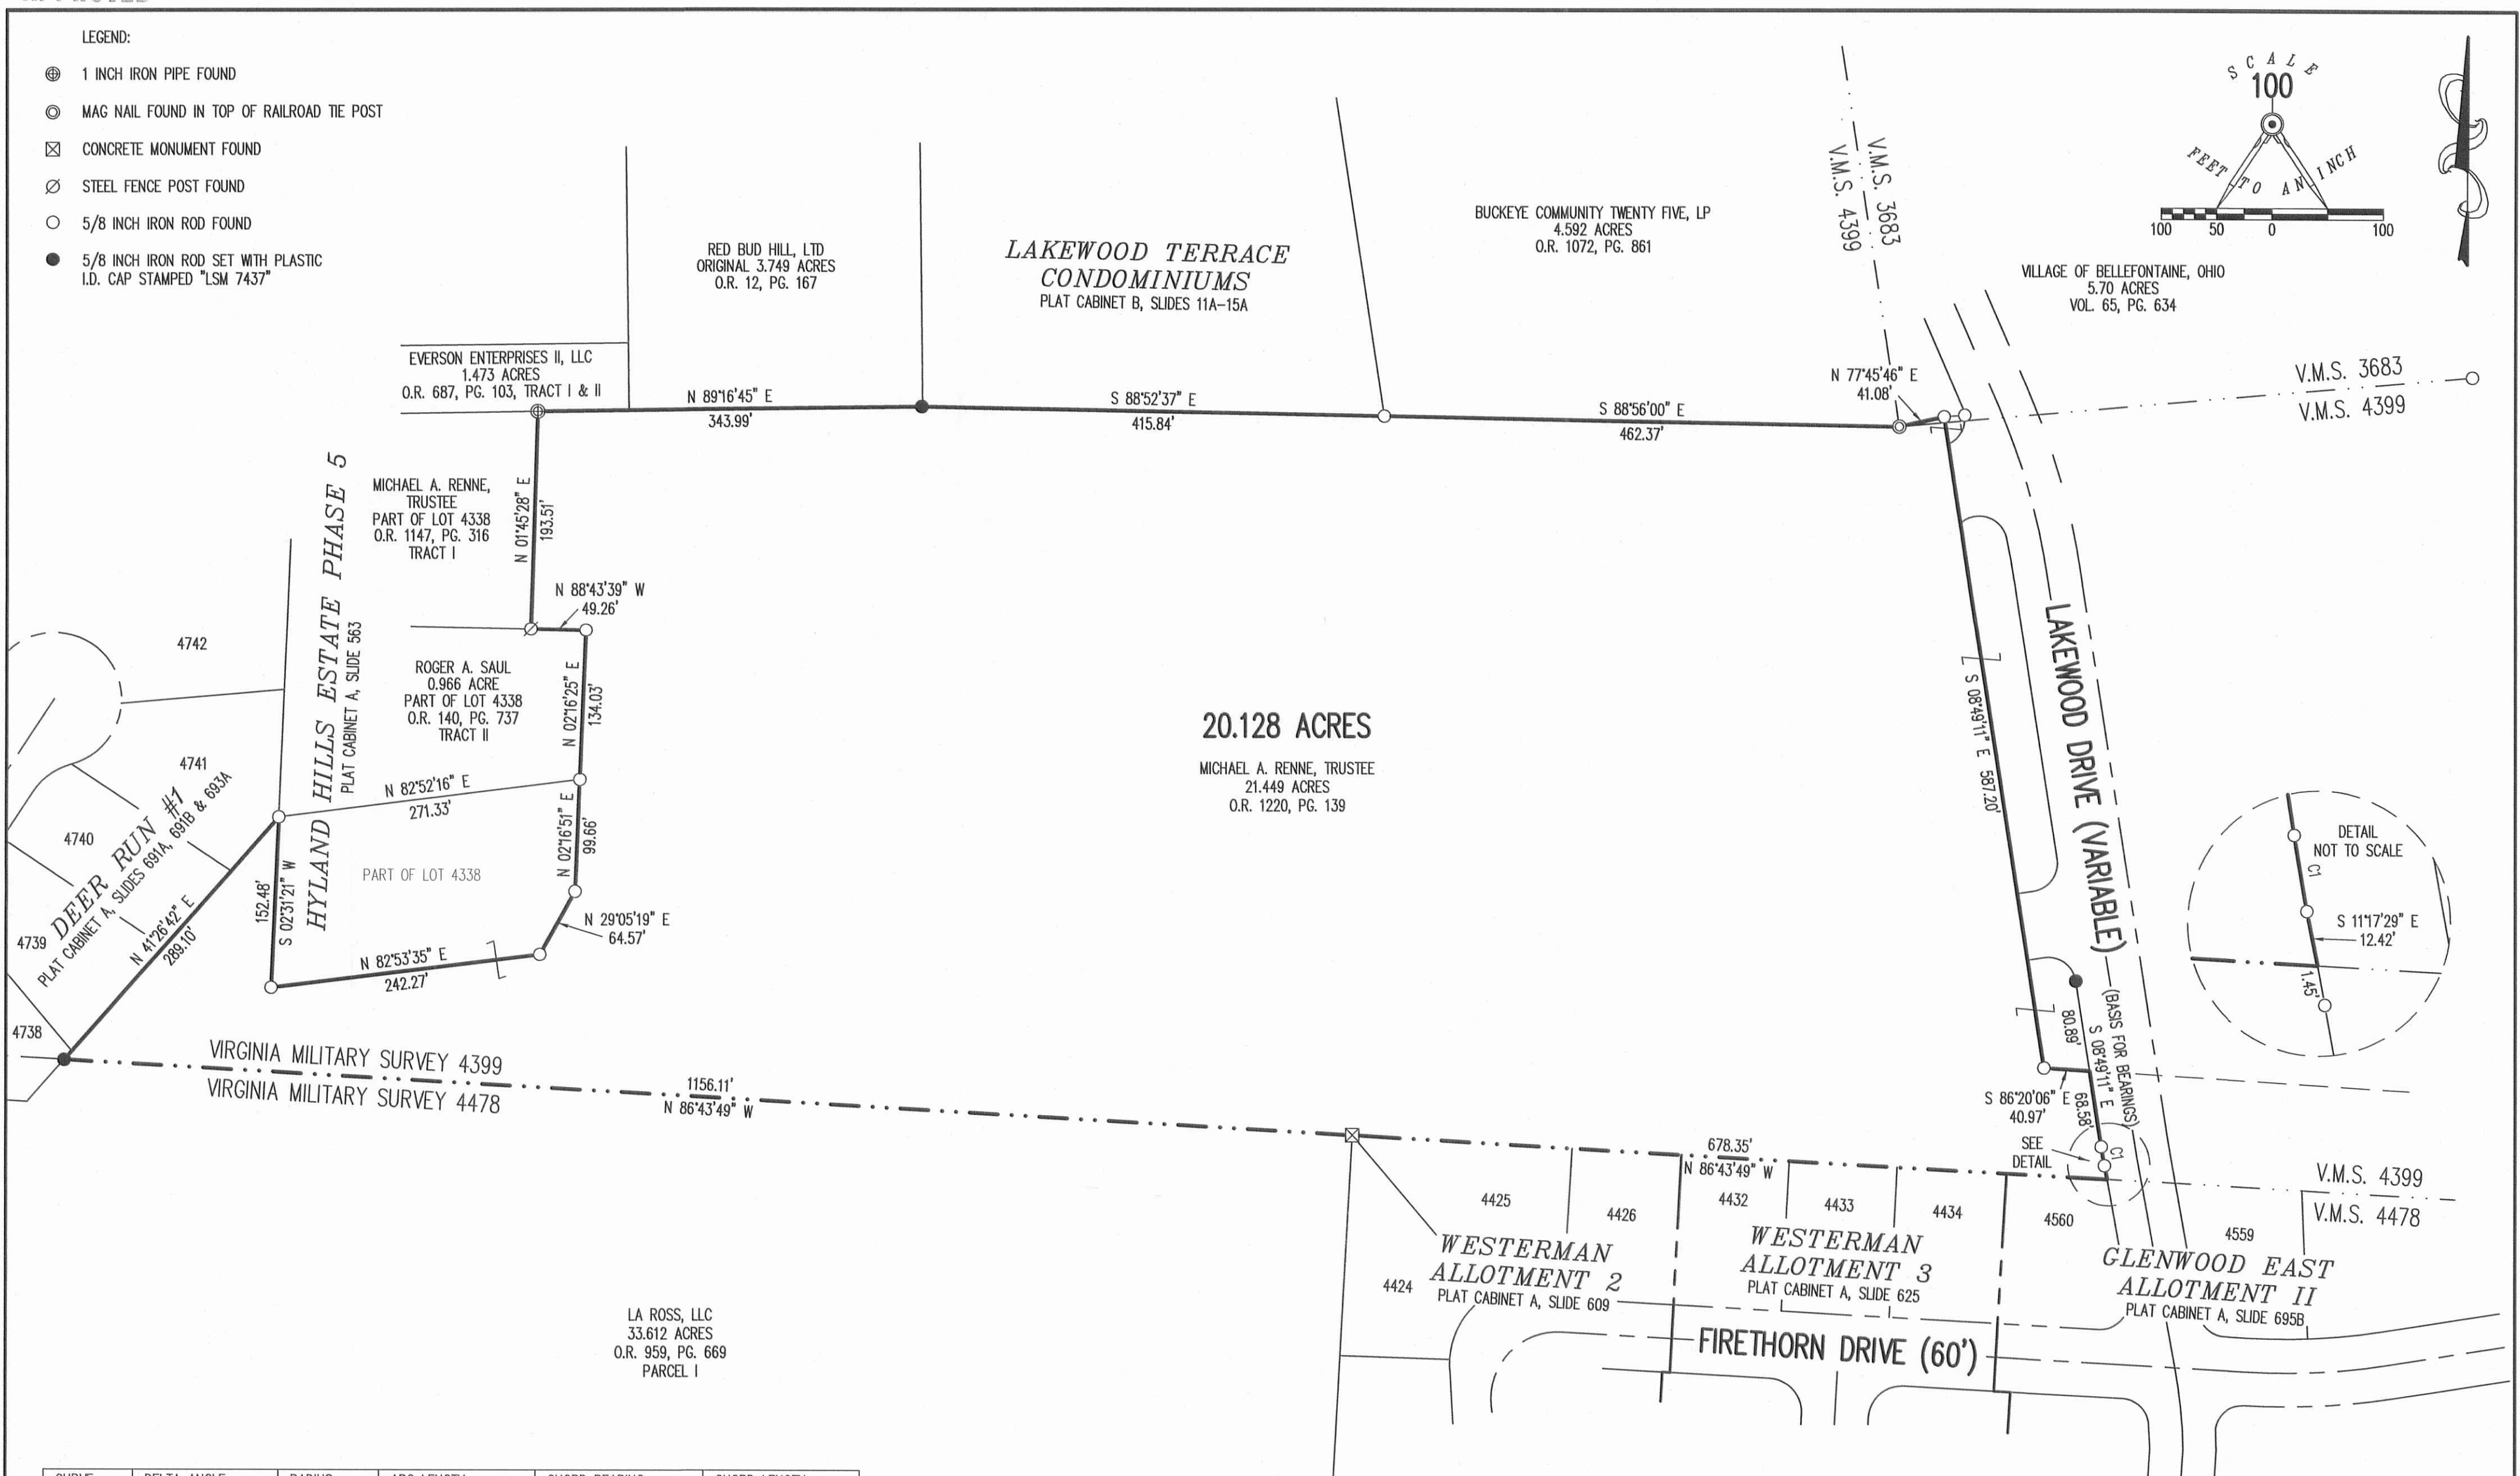 LEGEND:
1 INCH IRON PIPE FOUND
MAG NAIL FOUND IN TOP OF RAILROAD TIE POST
CONCRETE MONUMENT FOUND
STEEL FENCE POST FOUND
5/8 INCH IRON ROD FOUND
5/8 INCH IRON ROD SET WITH PLASTIC
I.D. CAP STAMPED "LSM 7437"
RED BUD HILL, LTD
ORIGINAL 3.749 ACRES
O.R. 12, PG. 167
LAKEWOOD TERRACE
CONDOMINIUMS
PLAT CABINET B, SLIDES 11A-15A
BUCKEYE COMMUNITY TWENTY FIVE, LP
4.592 ACRES
O.R. 1072, PG. 861
V.M.S. 3683
V.M.S. 4399
SCALE
100
FEET TO AN INCH
100 50 0 100
VILLAGE OF BELLEFONTAINE, OHIO
5.70 ACRES
VOL. 65, PG. 634
EVERSON ENTERPRISES II, LLC
1.473 ACRES
O.R. 687, PG. 103, TRACT I & II
N 89°16'45" E
343.99'
S 88°52'37" E
415.84'
S 88°56'00" E
462.37'
N 77°45'46" E
41.08'
V.M.S. 3683
V.M.S. 4399
MICHAEL A. RENNE,
TRUSTEE
PART OF LOT 4338
O.R. 1147, PG. 316
TRACT I
N 01°45'28" E
193.51'
N 88°43'39" W
49.26'
HYLAND HILLS ESTATE PHASE 5
PLAT CABINET A, SLIDE 563
ROGER A. SAUL
0.966 ACRE
PART OF LOT 4338
O.R. 140, PG. 737
TRACT II
N 02°16'25" E
134.03'
4742
4741
4740
4739
4738
DEER RUN #1
PLAT CABINET A, SLIDES 691A, 691B & 693A
N 41°26'42" E
289.10'
N 82°52'16" E
271.33'
152.48'
S 02°31'21" W
PART OF LOT 4338
N 02°16'51" E
99.66'
N 29°05'19" E
64.57'
N 82°53'35" E
242.27'
20.128 ACRES
MICHAEL A. RENNE, TRUSTEE
21.449 ACRES
O.R. 1220, PG. 139
S 08°49'11" E 587.20'
LAKEWOOD DRIVE (VARIABLE)
(BASIS FOR BEARINGS)
S 08°49'11" E
80.89'
68.58'
S 86°20'06" E
40.97'
SEE
DETAIL
C1
DETAIL
NOT TO SCALE
C1
S 11°17'29" E
12.42'
1.45'
VIRGINIA MILITARY SURVEY 4399
VIRGINIA MILITARY SURVEY 4478
1156.11'
N 86°43'49" W
678.35'
N 86°43'49" W
V.M.S. 4399
V.M.S. 4478
4425
4426
4432
4433
4434
4560
4559
4424
WESTERMAN
ALLOTMENT 2
PLAT CABINET A, SLIDE 609
WESTERMAN
ALLOTMENT 3
PLAT CABINET A, SLIDE 625
GLENWOOD EAST
ALLOTMENT II
PLAT CABINET A, SLIDE 695B
FIRETHORN DRIVE (60')
LA ROSS, LLC
33.612 ACRES
O.R. 959, PG. 669
PARCEL I